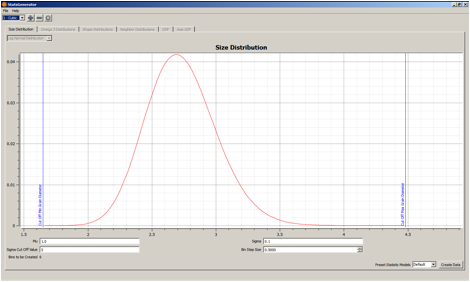 StatsGenerator
File Help
1 - Cubic
Size Distribution Omega 3 Distribution Shape Distribution Neighbor Distribution ODF Axis ODF
Log Normal Distribution
Size Distribution
0.04
0.03
0.02
0.01
0
Cut Off Min Grain Diameter
Cut Off Max Grain Diameter
1.5 2 2.5 3 3.5 4 4.5
Mu 1.0 Sigma 0.1
Sigma Cut Off Value 5 Bin Step Size 0.5000
Bins to be Created 6
Preset Statistic Models: Default Create Data